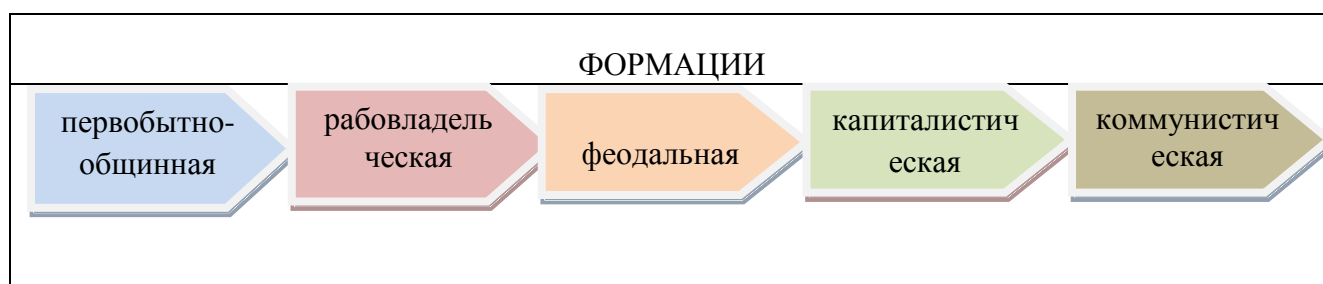 ФОРМАЦИИ
первобытно-
общинная
рабовладель
ческая
феодальная
капиталистич
еская
коммунистич
еская